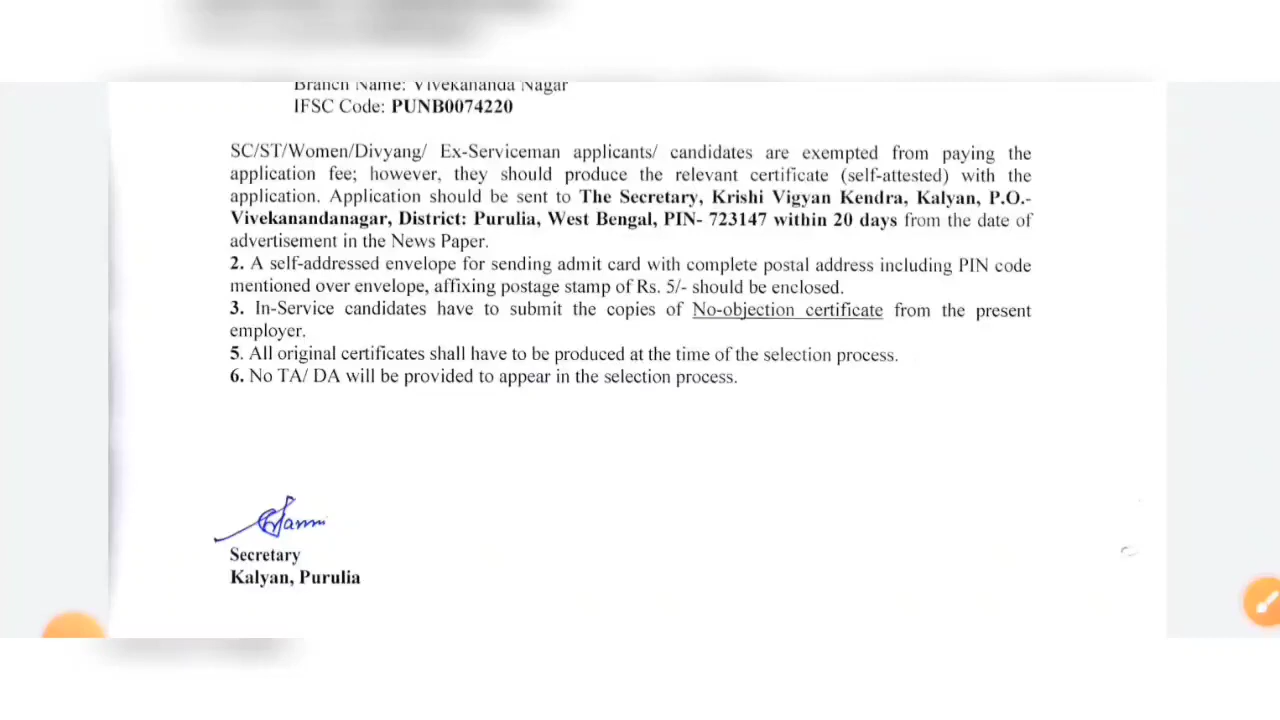 Branch Name: Vivekananda Nagar
IFSC Code: PUNB0074220
SC/ST/Women/Divyang/ Ex-Serviceman applicants/ candidates are exempted from paying the
application fee; however, they should produce the relevant certificate (self-attested) with the
application. Application should be sent to The Secretary, Krishi Vigyan Kendra, Kalyan, P.O.-
Vivekanandanagar, District: Purulia, West Bengal, PIN- 723147 within 20 days from the date of
advertisement in the News Paper.
2. A self-addressed envelope for sending admit card with complete postal address including PIN code
mentioned over envelope, affixing postage stamp of Rs. 5/- should be enclosed.
3. In-Service candidates have to submit the copies of No-objection certificate from the present
employer.
5. All original certificates shall have to be produced at the time of the selection process.
6. No TA/ DA will be provided to appear in the selection process.
Secretary
Kalyan, Purulia